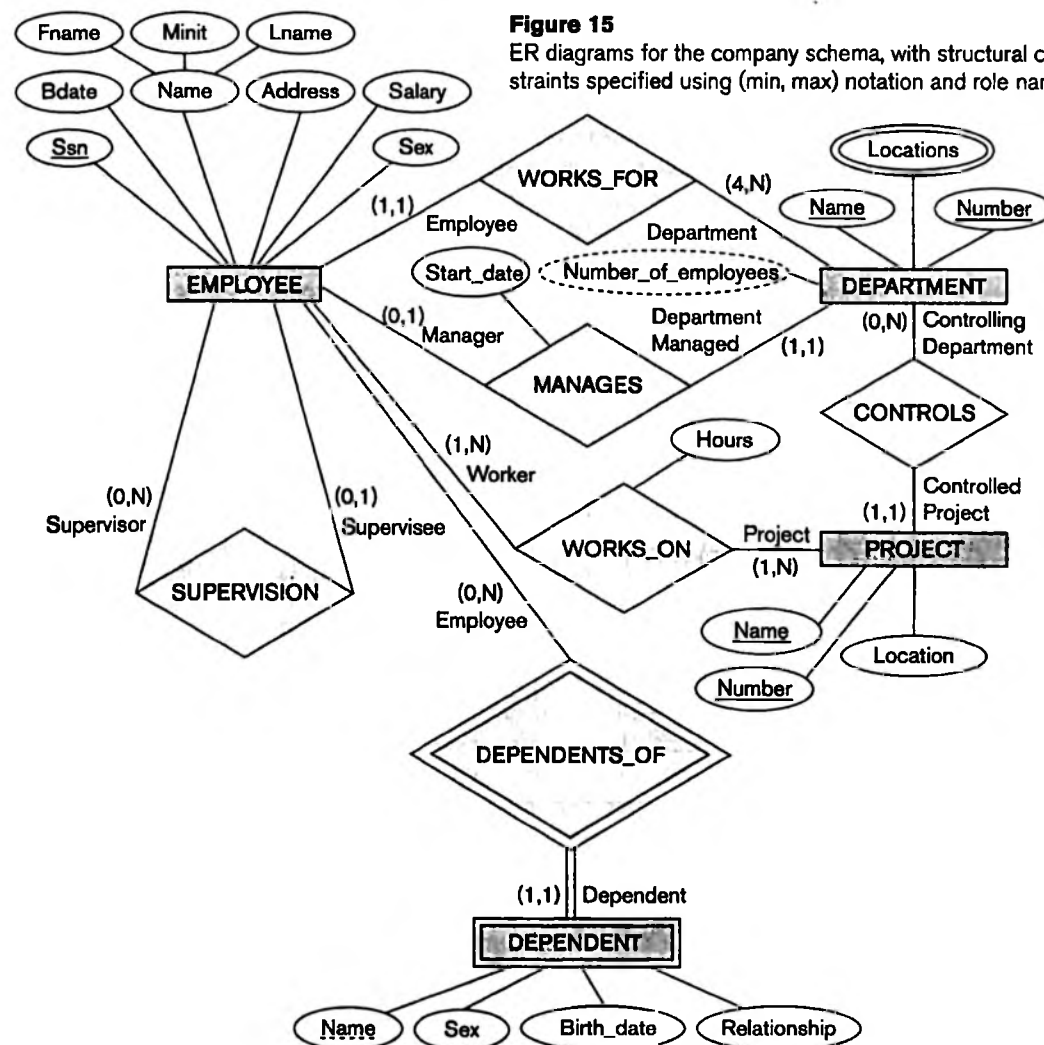 Figure 15
ER diagrams for the company schema, with structural c
straints specified using (min, max) notation and role nar
Fname
Minit
Lname
Bdate
Name
Address
Salary
Ssn
Sex
WORKS_FOR
Locations
(1,1)
Employee
(4,N)
Department
Name
Number
EMPLOYEE
Start_date
Number_of_employees
DEPARTMENT
(0,1)
Manager
Department
Managed
(1,1)
(0,N)
Controlling
Department
MANAGES
CONTROLS
Hours
(1,N)
Worker
(0,N)
Supervisor
(0,1)
Supervisee
Controlled
Project
(1,1)
WORKS_ON
Project
(1,N)
PROJECT
SUPERVISION
(0,N)
Employee
Name
Location
Number
DEPENDENTS_OF
(1,1)
Dependent
DEPENDENT
Name
Sex
Birth_date
Relationship